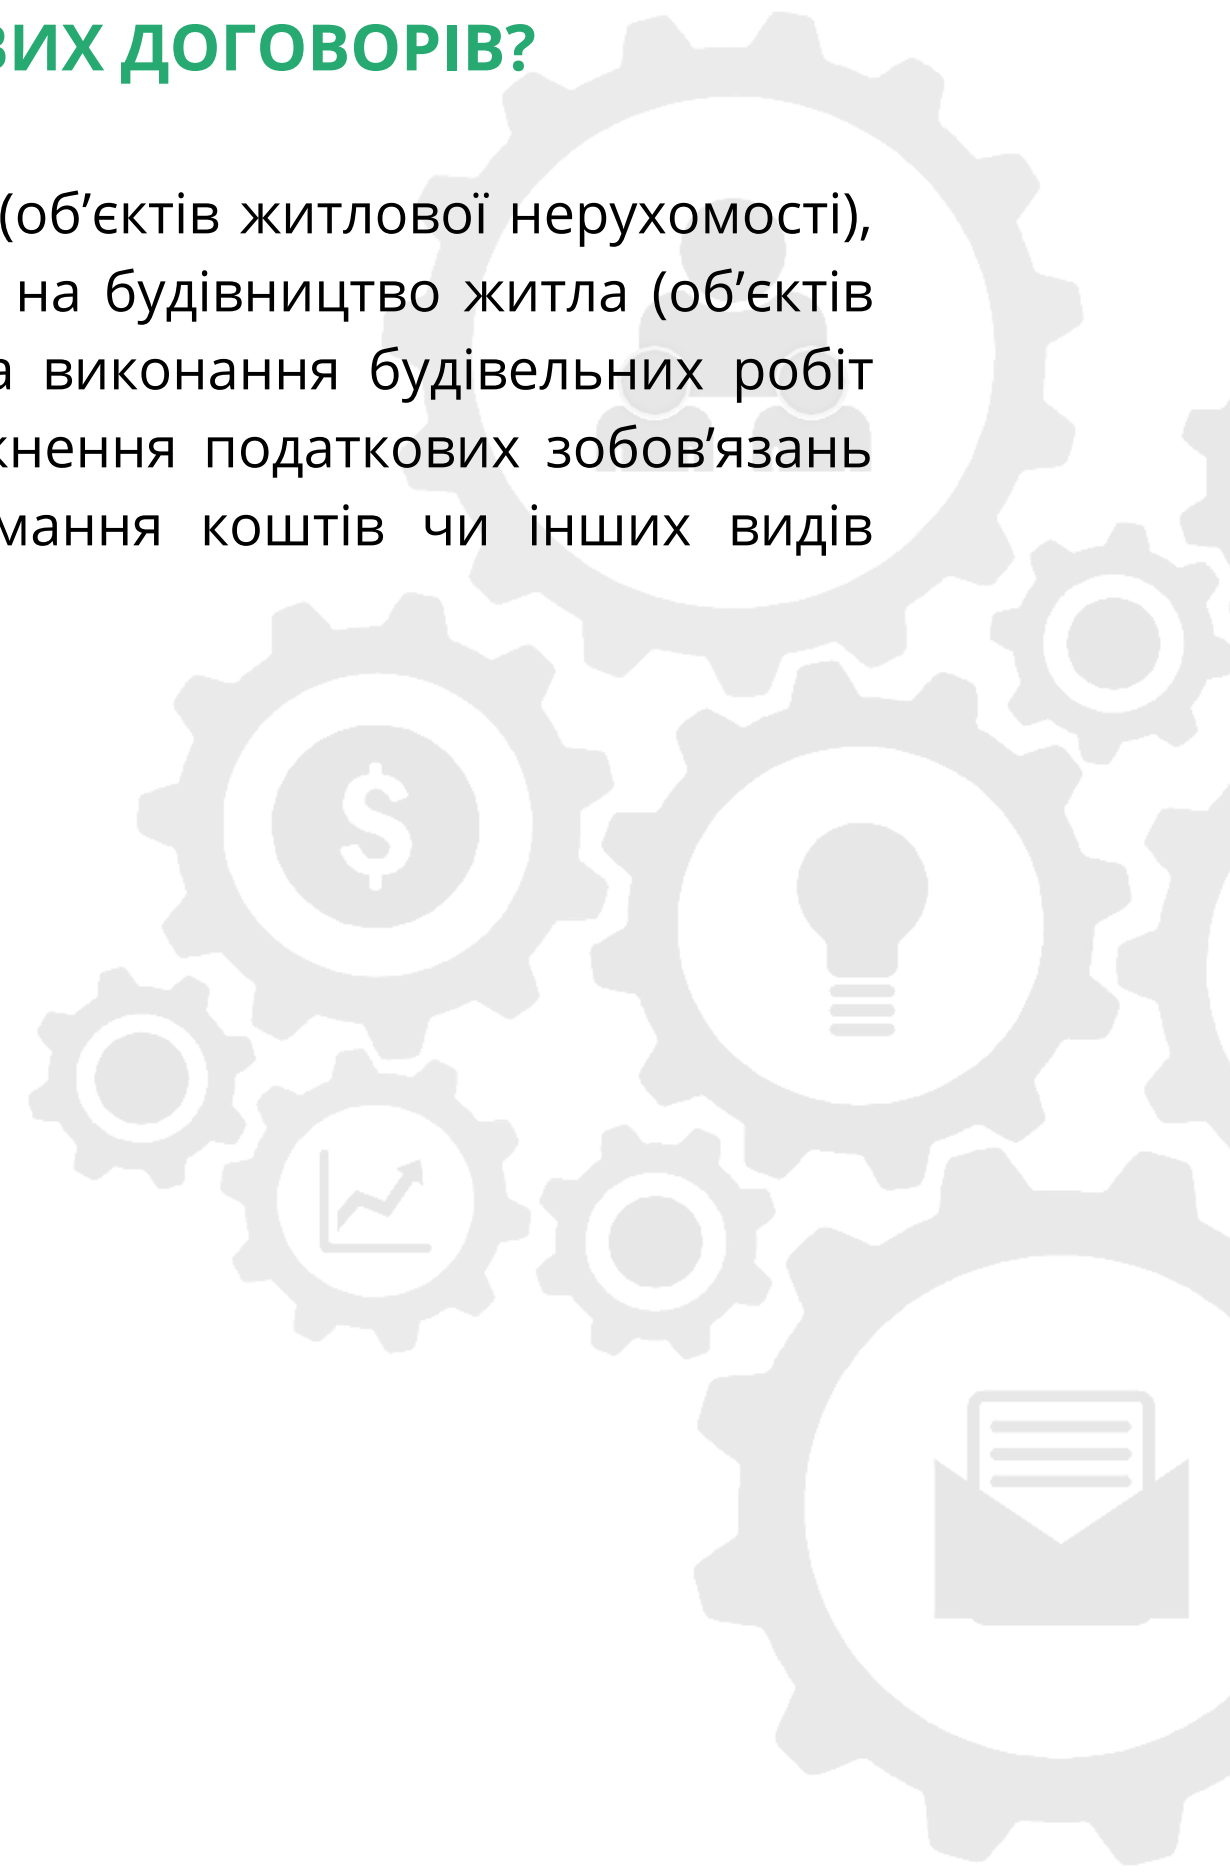 ВИХ ДОГОВОРІВ?
(об’єктів житлової нерухомості),
на будівництво житла (об’єктів
а виконання будівельних робіт
кнення податкових зобов’язань
мання коштів чи інших видів